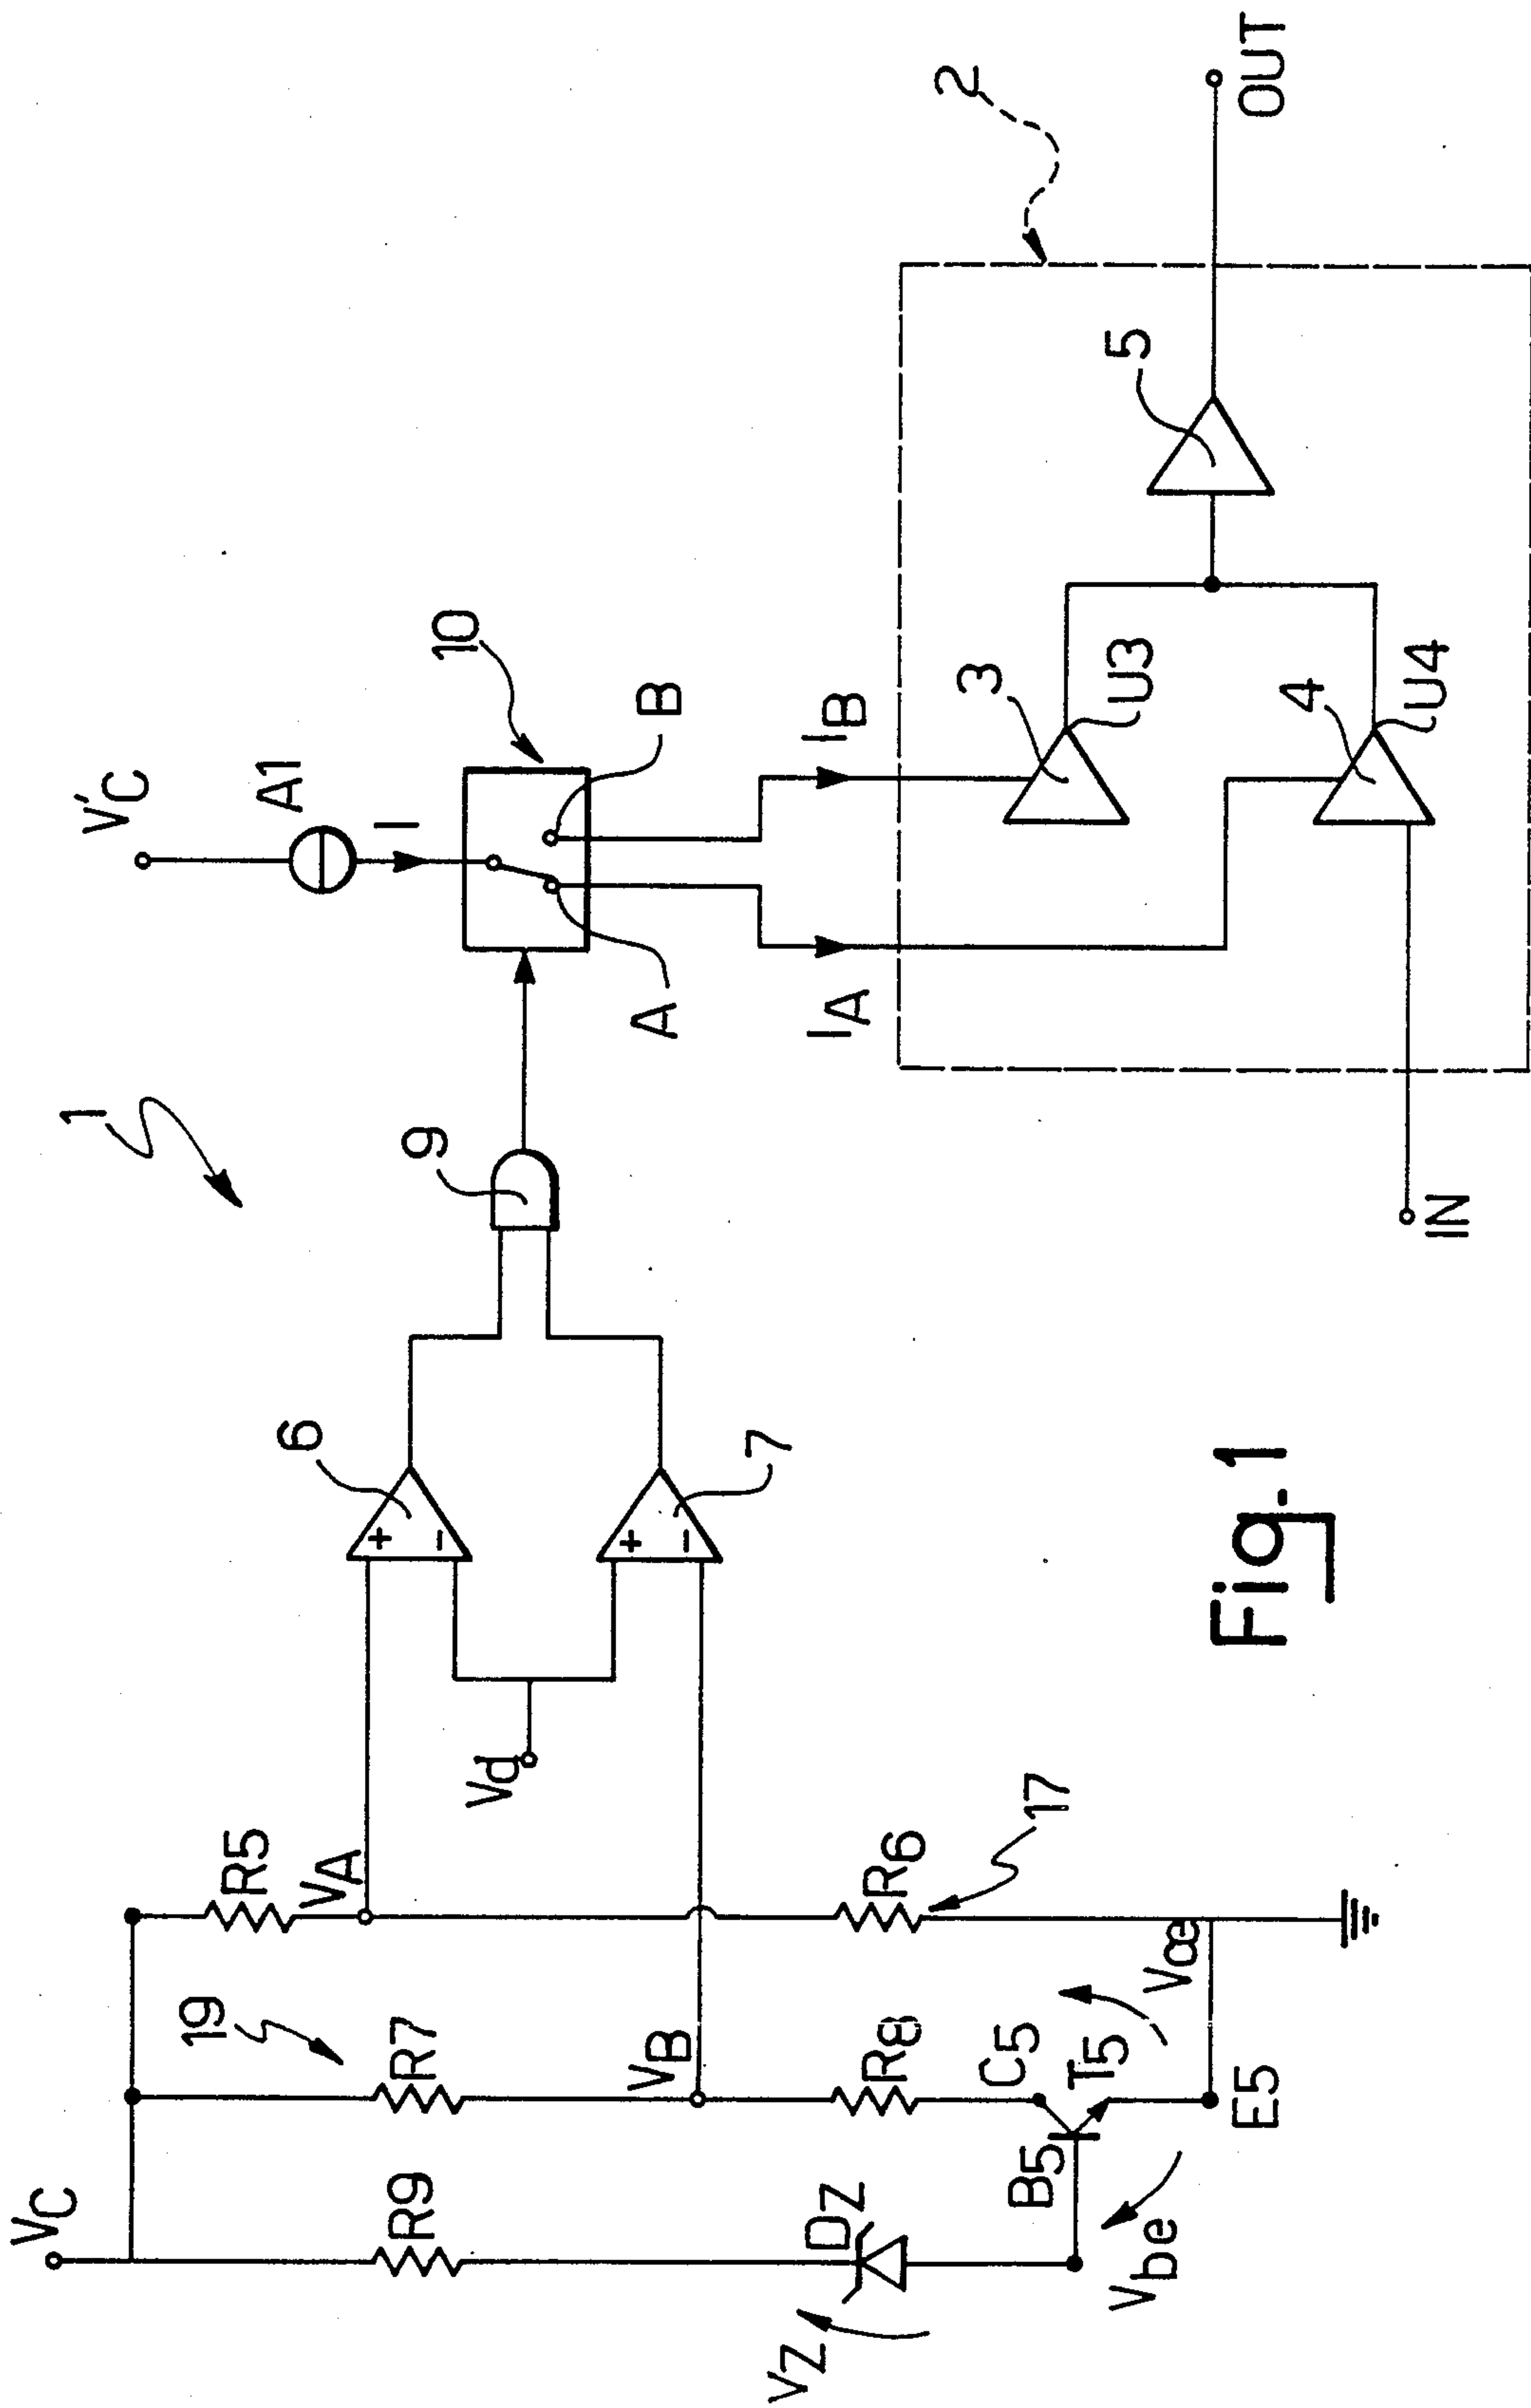 1
V'C
A1
I
10
B
A
IB
IA
2
3
U3
4
U4
5
OUT
IN
9
6
+
-
7
+
-
Vd
VC
19
R5
VA
R7
R9
VB
R6
17
R8
C5
T5
B5
E5
Vce
DZ
VZ
Vbe
Fig.1